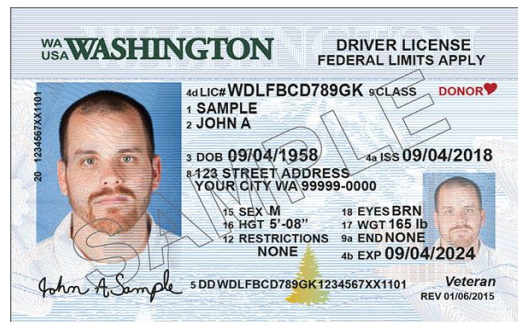 WA USA WASHINGTON
DRIVER LICENSE
FEDERAL LIMITS APPLY
4d LIC# WDLFBCD789GK 9 CLASS DONOR
1 SAMPLE
2 JOHN A
3 DOB 09/04/1958 4a ISS 09/04/2018
8 123 STREET ADDRESS
YOUR CITY WA 99999-0000
15 SEX M 18 EYES BRN
16 HGT 5'-08" 17 WGT 165 lb
12 RESTRICTIONS 9a END NONE
NONE 4b EXP 09/04/2024
5 DD WDLFBCD789GK1234567XX1101 Veteran
REV 01/06/2015
20 1234567XX1101
John A Sample
SAMPLE